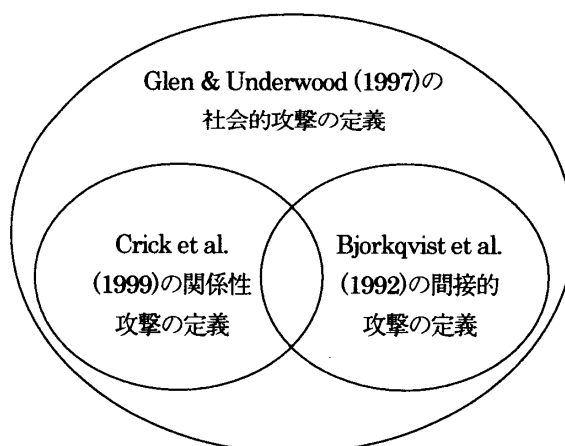 Glen & Underwood (1997)の
社会的攻撃の定義
Crick et al.
(1999)の関係性
攻撃の定義
Bjorkqvist et al.
(1992)の間接的
攻撃の定義